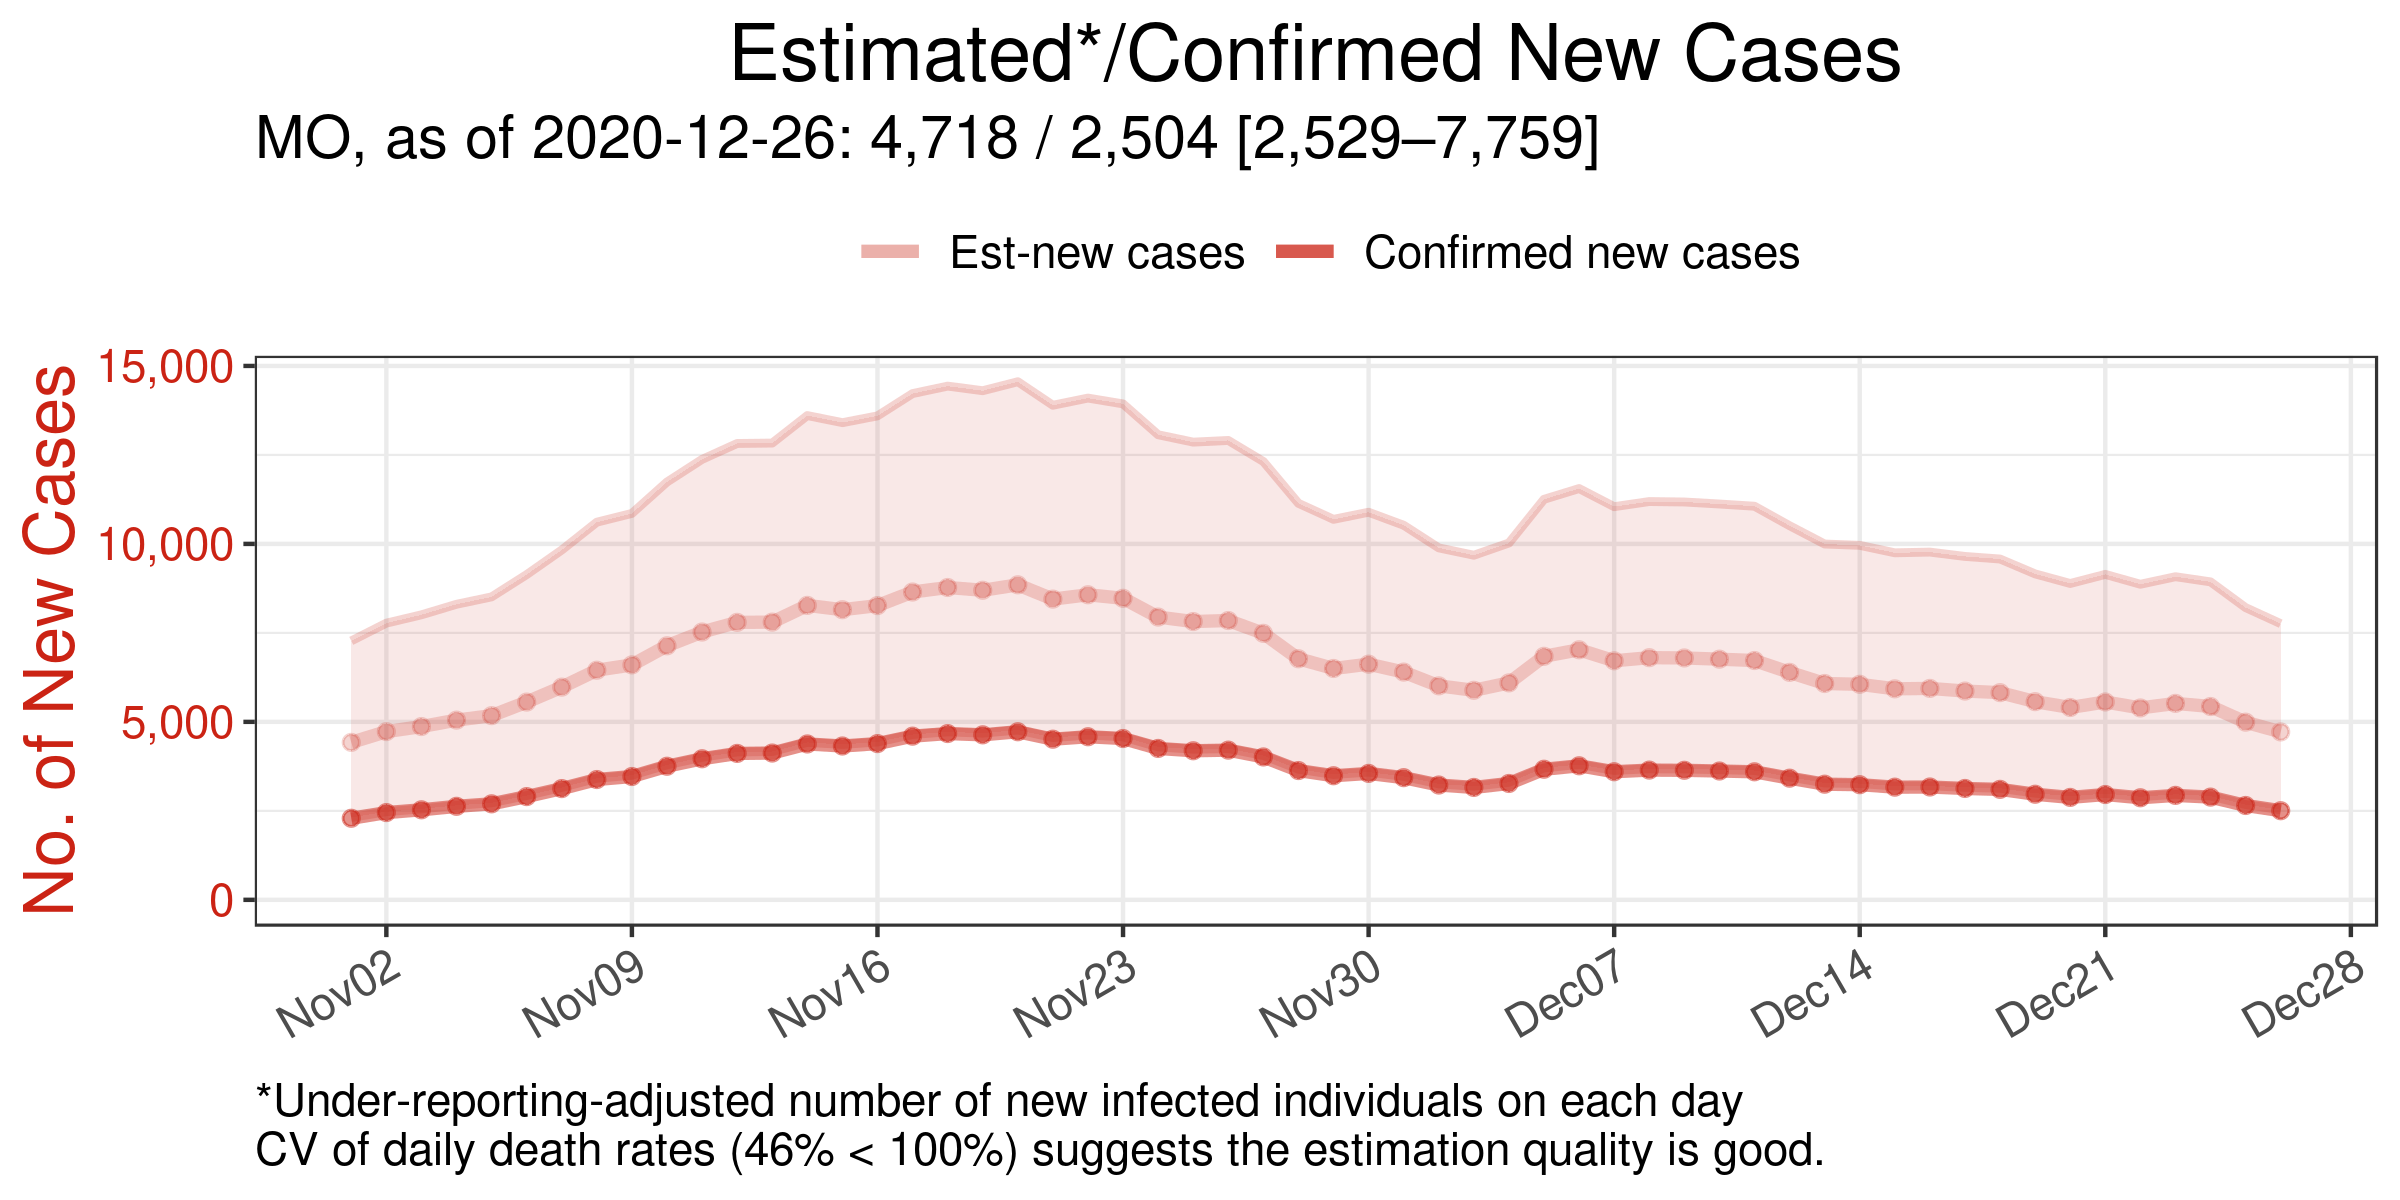 Estimated*/Confirmed New Cases
MO, as of 2020-12-26: 4,718 / 2,504 [2,529–7,759]
Est-new cases
Confirmed new cases
No. of New Cases
15,000
10,000
5,000
0
Nov02
Nov09
Nov16
Nov23
Nov30
Dec07
Dec14
Dec21
Dec28
*Under-reporting-adjusted number of new infected individuals on each day
CV of daily death rates (46% < 100%) suggests the estimation quality is good.